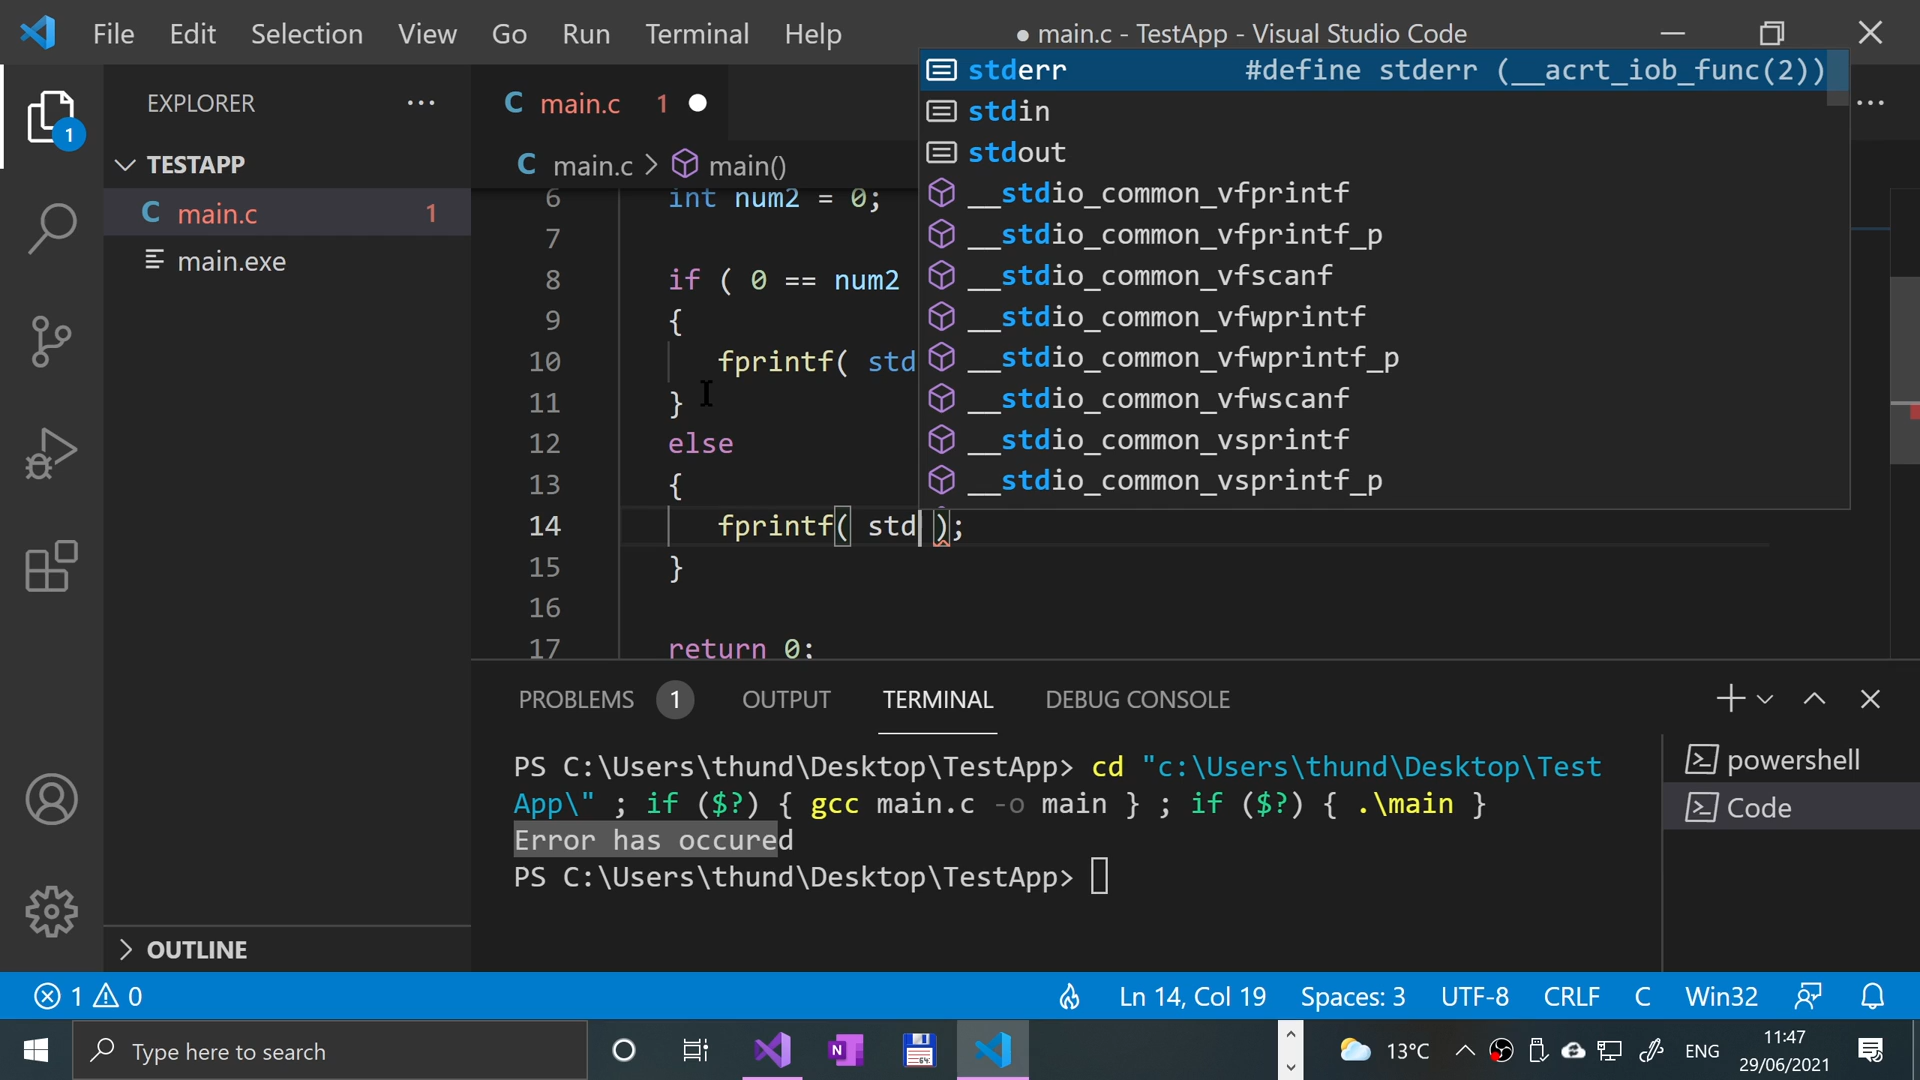 File Edit Selection View Go Run Terminal Help ● main.c - TestApp - Visual Studio Code
EXPLORER ···
TESTAPP
C main.c 1
main.exe
OUTLINE
1
C main.c 1
C main.c > main()
6 int num2 = 0;
7
8 if ( 0 == num2
9 {
10 fprintf( std
11 }
12 else
13 {
14 fprintf( std );
15 }
16
17 return 0;
stderr #define stderr (__acrt_iob_func(2))
stdin
stdout
__stdio_common_vfprintf
__stdio_common_vfprintf_p
__stdio_common_vfscanf
__stdio_common_vfwprintf
__stdio_common_vfwprintf_p
__stdio_common_vfwscanf
__stdio_common_vsprintf
__stdio_common_vsprintf_p
PROBLEMS 1 OUTPUT TERMINAL DEBUG CONSOLE
PS C:\Users\thund\Desktop\TestApp> cd "c:\Users\thund\Desktop\Test
App\" ; if ($?) { gcc main.c -o main } ; if ($?) { .\main }
Error has occured
PS C:\Users\thund\Desktop\TestApp>
powershell
Code
1 0 Ln 14, Col 19 Spaces: 3 UTF-8 CRLF C Win32
Type here to search
N
64
13°C ENG
11:47
29/06/2021